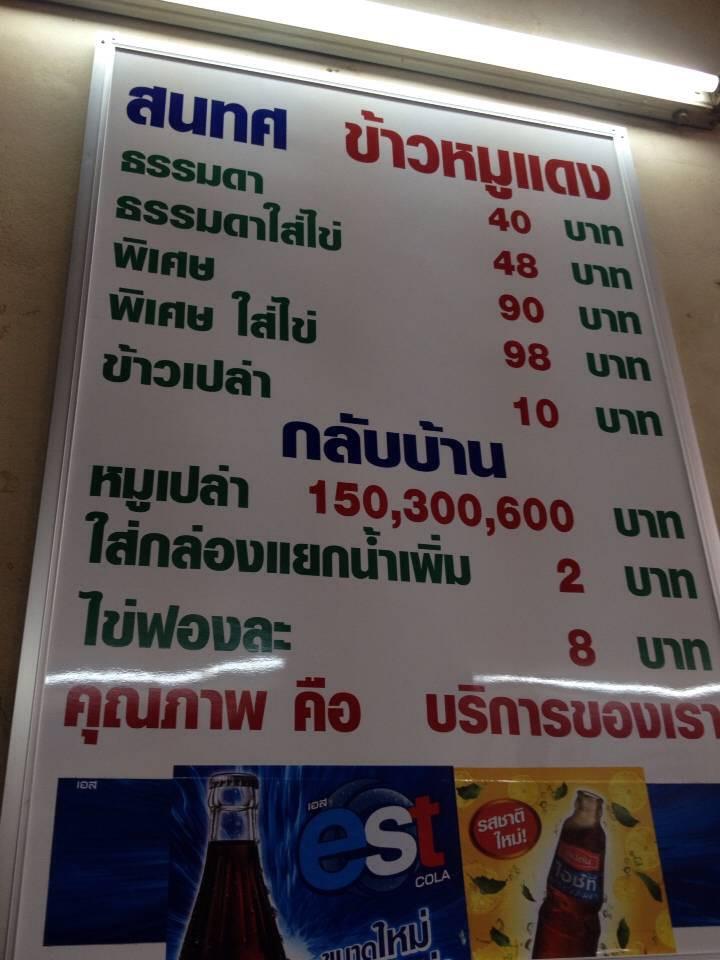 สนทศ ข้าวหมูแดง
ธรรมดา 40 บาท
ธรรมดาใส่ไข่ 48 บาท
พิเศษ 90 บาท
พิเศษ ใส่ไข่ 98 บาท
ข้าวเปล่า 10 บาท
กลับบ้าน
หมูเปล่า 150,300,600 บาท
ใส่กล่องแยกน้ำเพิ่ม 2 บาท
ไข่ฟองละ 8 บาท
คุณภาพ คือ บริการของเรา
เอส
เอส
est
COLA
ขนาดใหม่
รสชาติ
ใหม่!